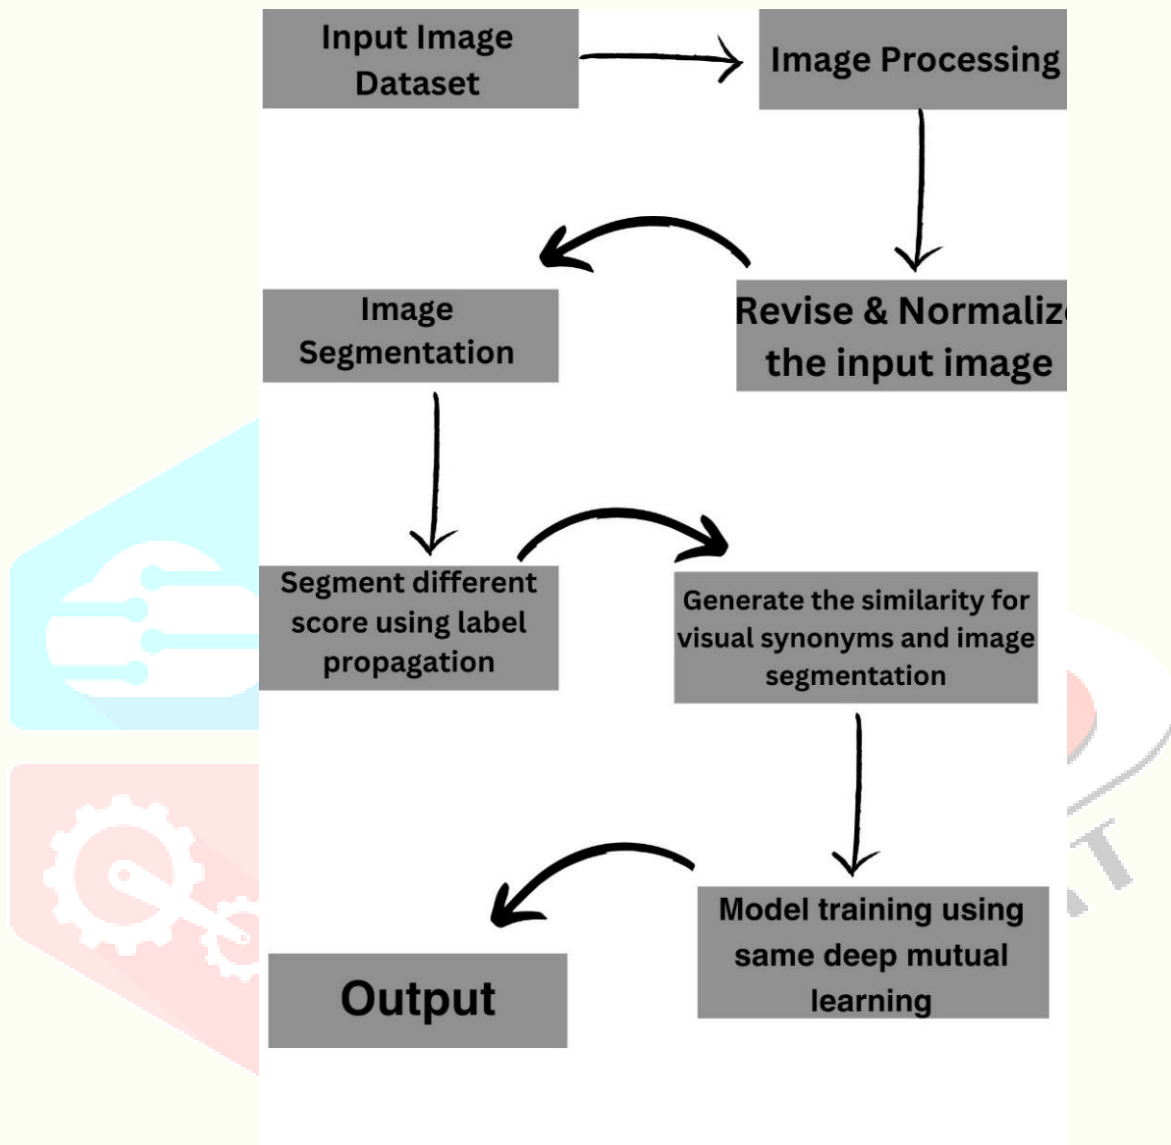 Input Image
Dataset
Image Processing
Revise & Normaliz
the input image
Image
Segmentation
Segment different
score using label
propagation
Generate the similarity for
visual synonyms and image
segmentation
Model training using
same deep mutual
learning
Output